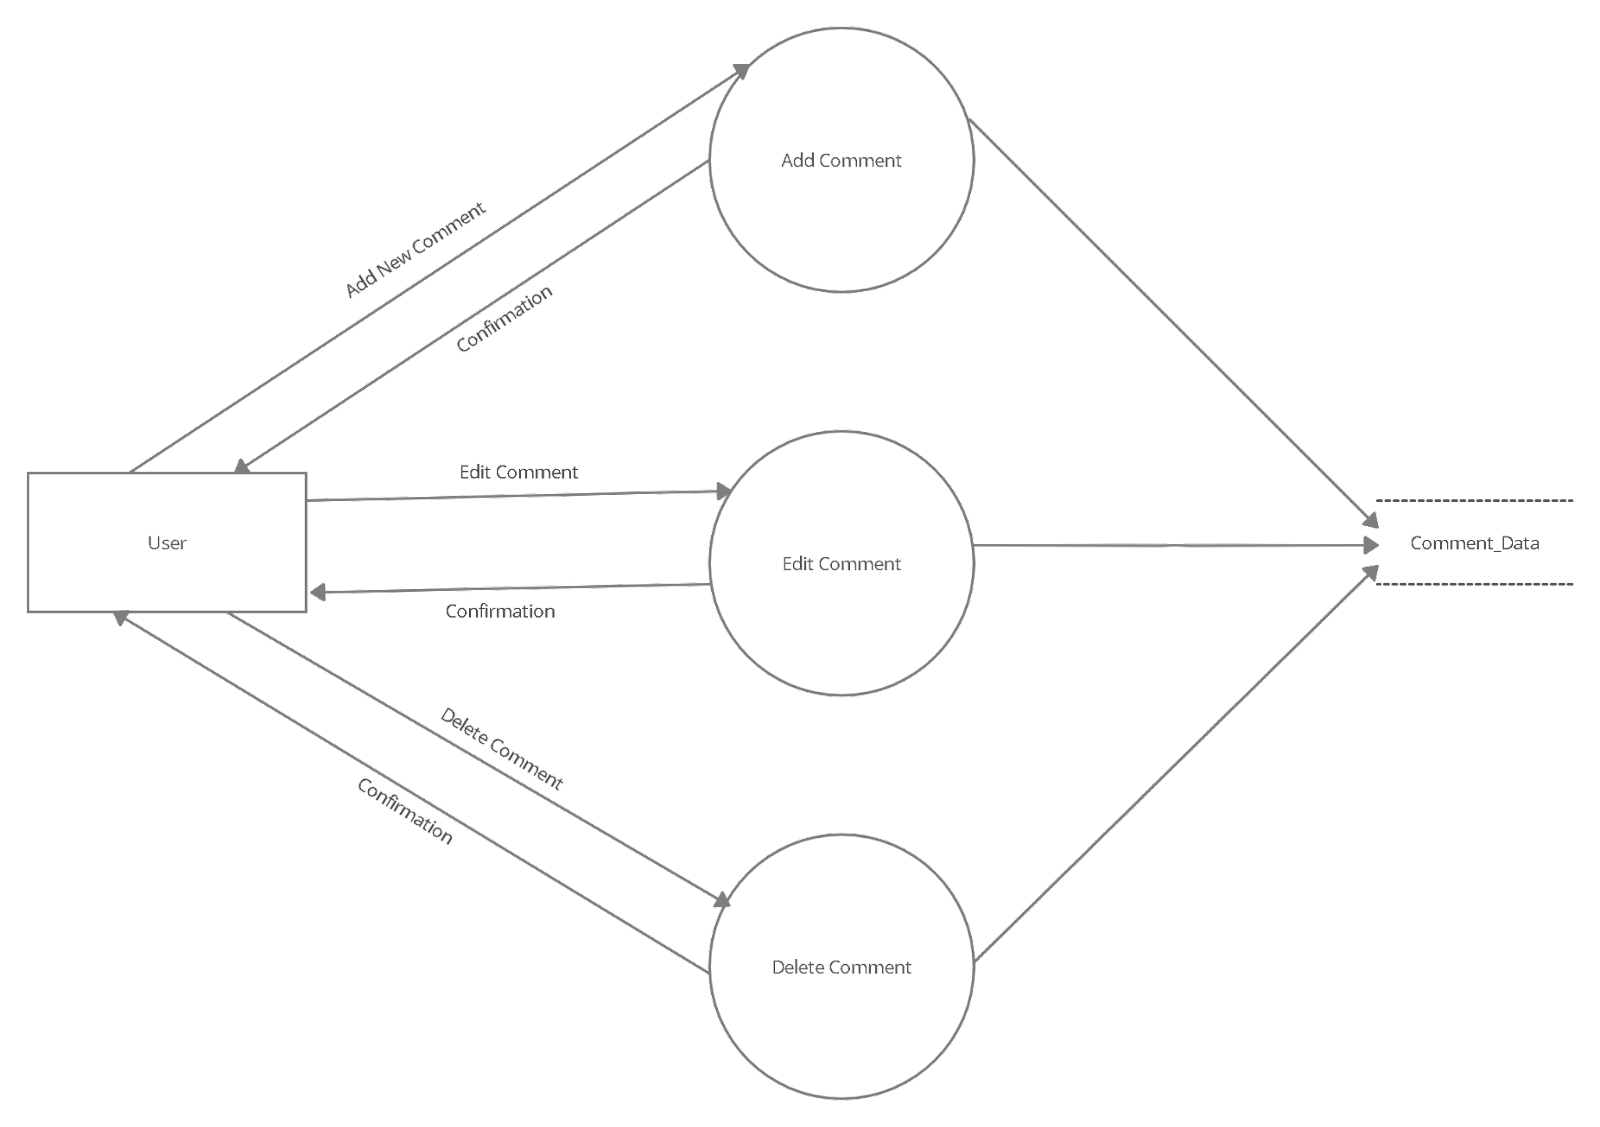 Add Comment
Add New Comment
Confirmation
Edit Comment
User
Edit Comment
Comment_Data
Confirmation
Delete Comment
Confirmation
Delete Comment